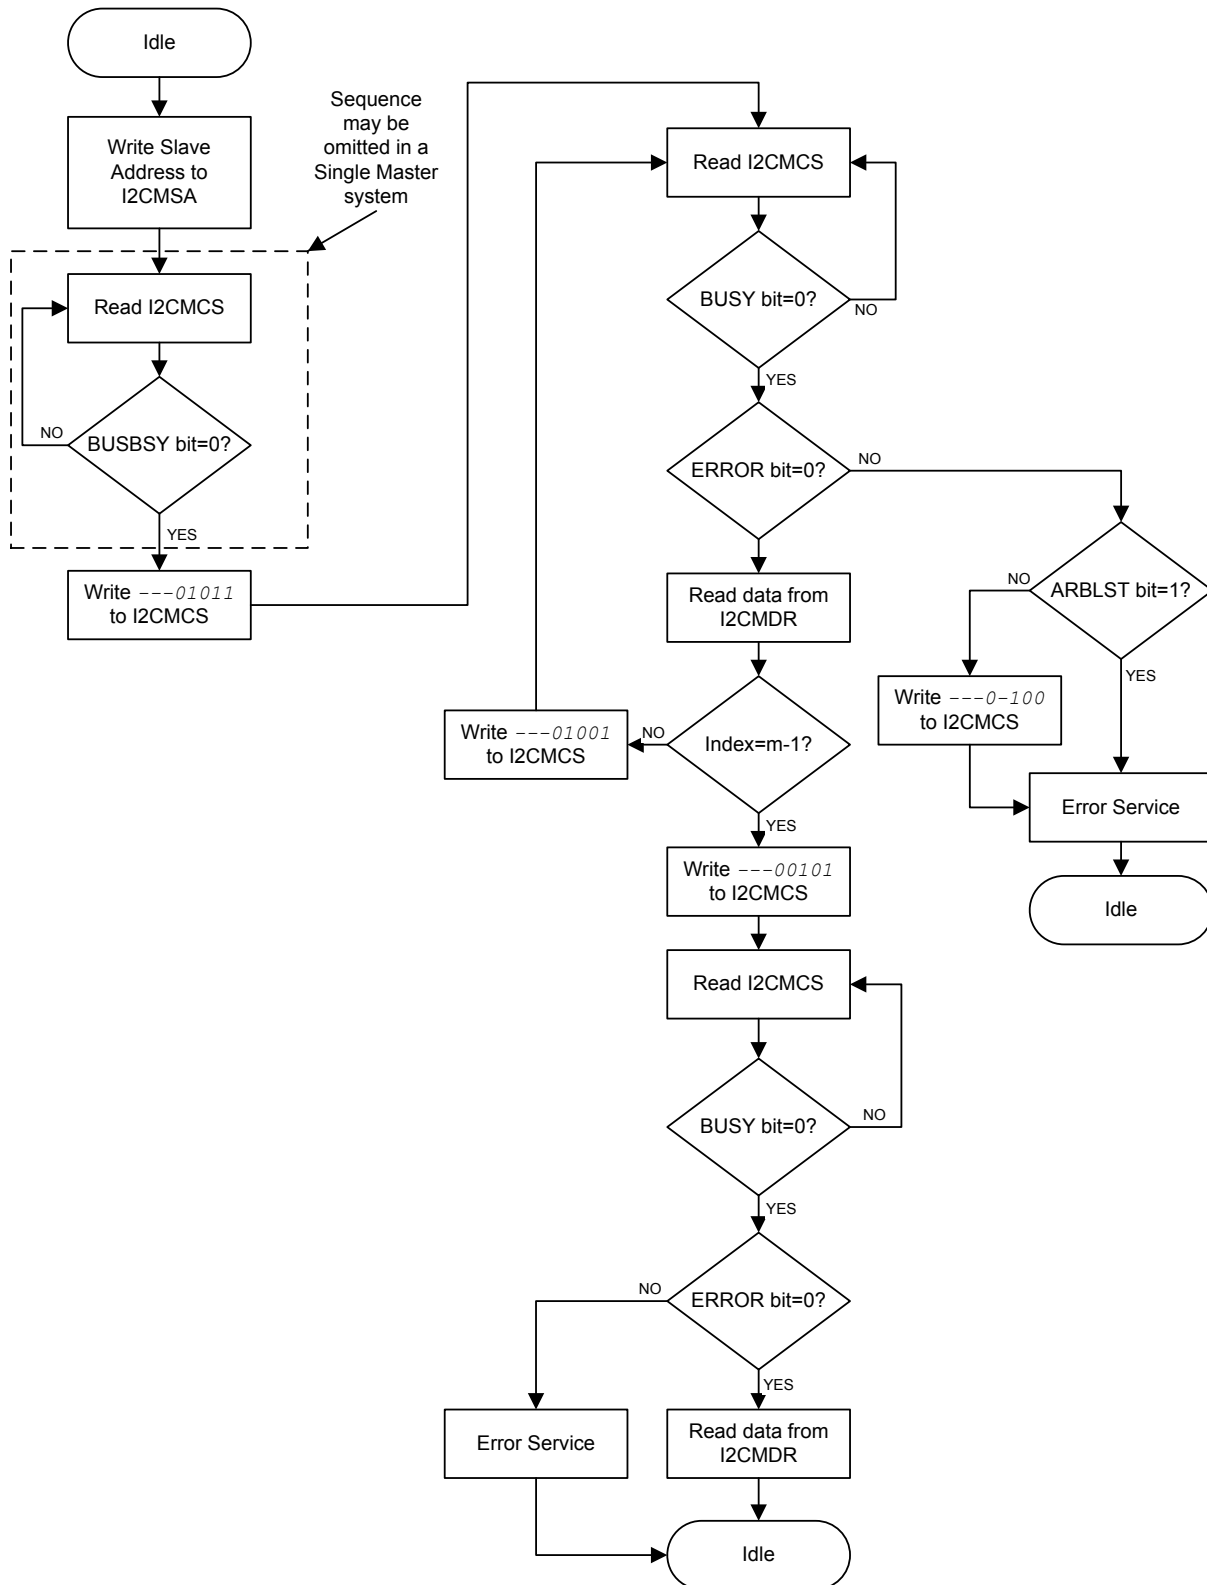 Idle
Write Slave
Address to
I2CMSA
Sequence
may be
omitted in a
Single Master
system
Read I2CMCS
BUSBSY bit=0?
NO
YES
Write ---01011
to I2CMCS
Read I2CMCS
BUSY bit=0?
NO
YES
ERROR bit=0?
NO
ARBLST bit=1?
NO
YES
Write ---0-100
to I2CMCS
Error Service
Idle
Read data from
I2CMDR
Index=m-1?
NO
Write ---01001
to I2CMCS
YES
Write ---00101
to I2CMCS
Read I2CMCS
BUSY bit=0?
NO
YES
ERROR bit=0?
NO
YES
Error Service
Read data from
I2CMDR
Idle